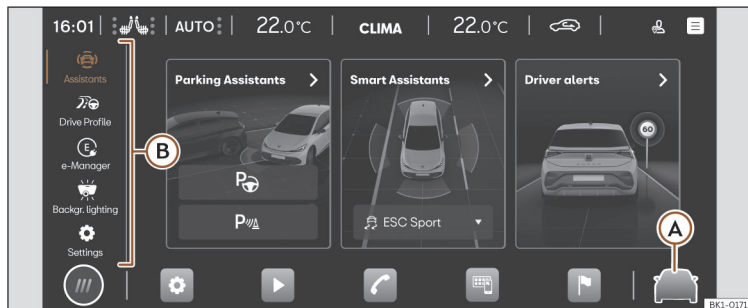 16:01 AUTO 22.0°C CLIMA 22.0°C
Assistants
Drive Profile
E
e-Manager
Backgr. lighting
Settings
B
Parking Assistants
P
P
Smart Assistants
ESC Sport
Driver alerts
60
A
BK1-0171